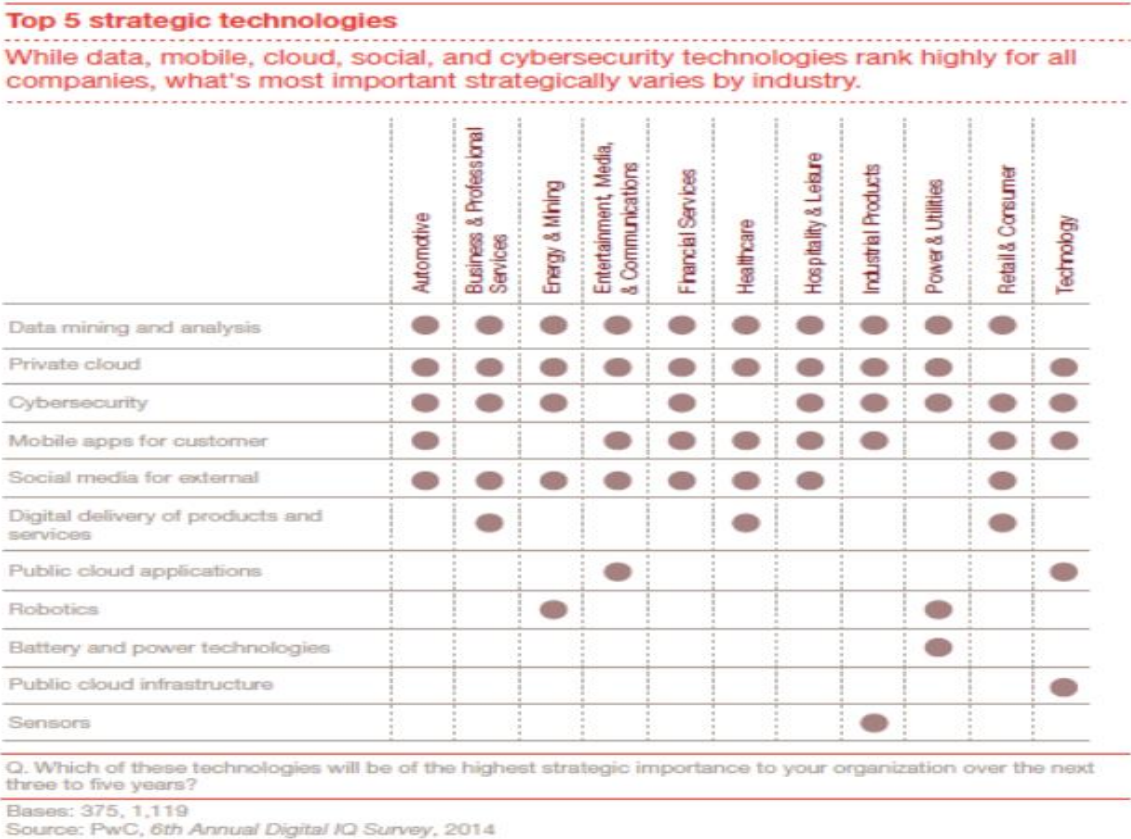 Top 5 strategic technologies
While data, mobile, cloud, social, and cybersecurity technologies rank highly for all
companies, what's most important strategically varies by industry.
Automotive
Business & Professional
Services
Energy & Mining
Entertainment, Media,
& Communications
Financial Services
Healthcare
Hospitality & Leisure
Industrial Products
Power & Utilities
Retail & Consumer
Technology
Data mining and analysis
Private cloud
Cybersecurity
Mobile apps for customer
Social media for external
Digital delivery of products and
services
Public cloud applications
Robotics
Battery and power technologies
Public cloud infrastructure
Sensors
Q. Which of these technologies will be of the highest strategic importance to your organization over the next
three to five years?
Bases: 375, 1,119
Source: PwC, 6th Annual Digital IQ Survey, 2014